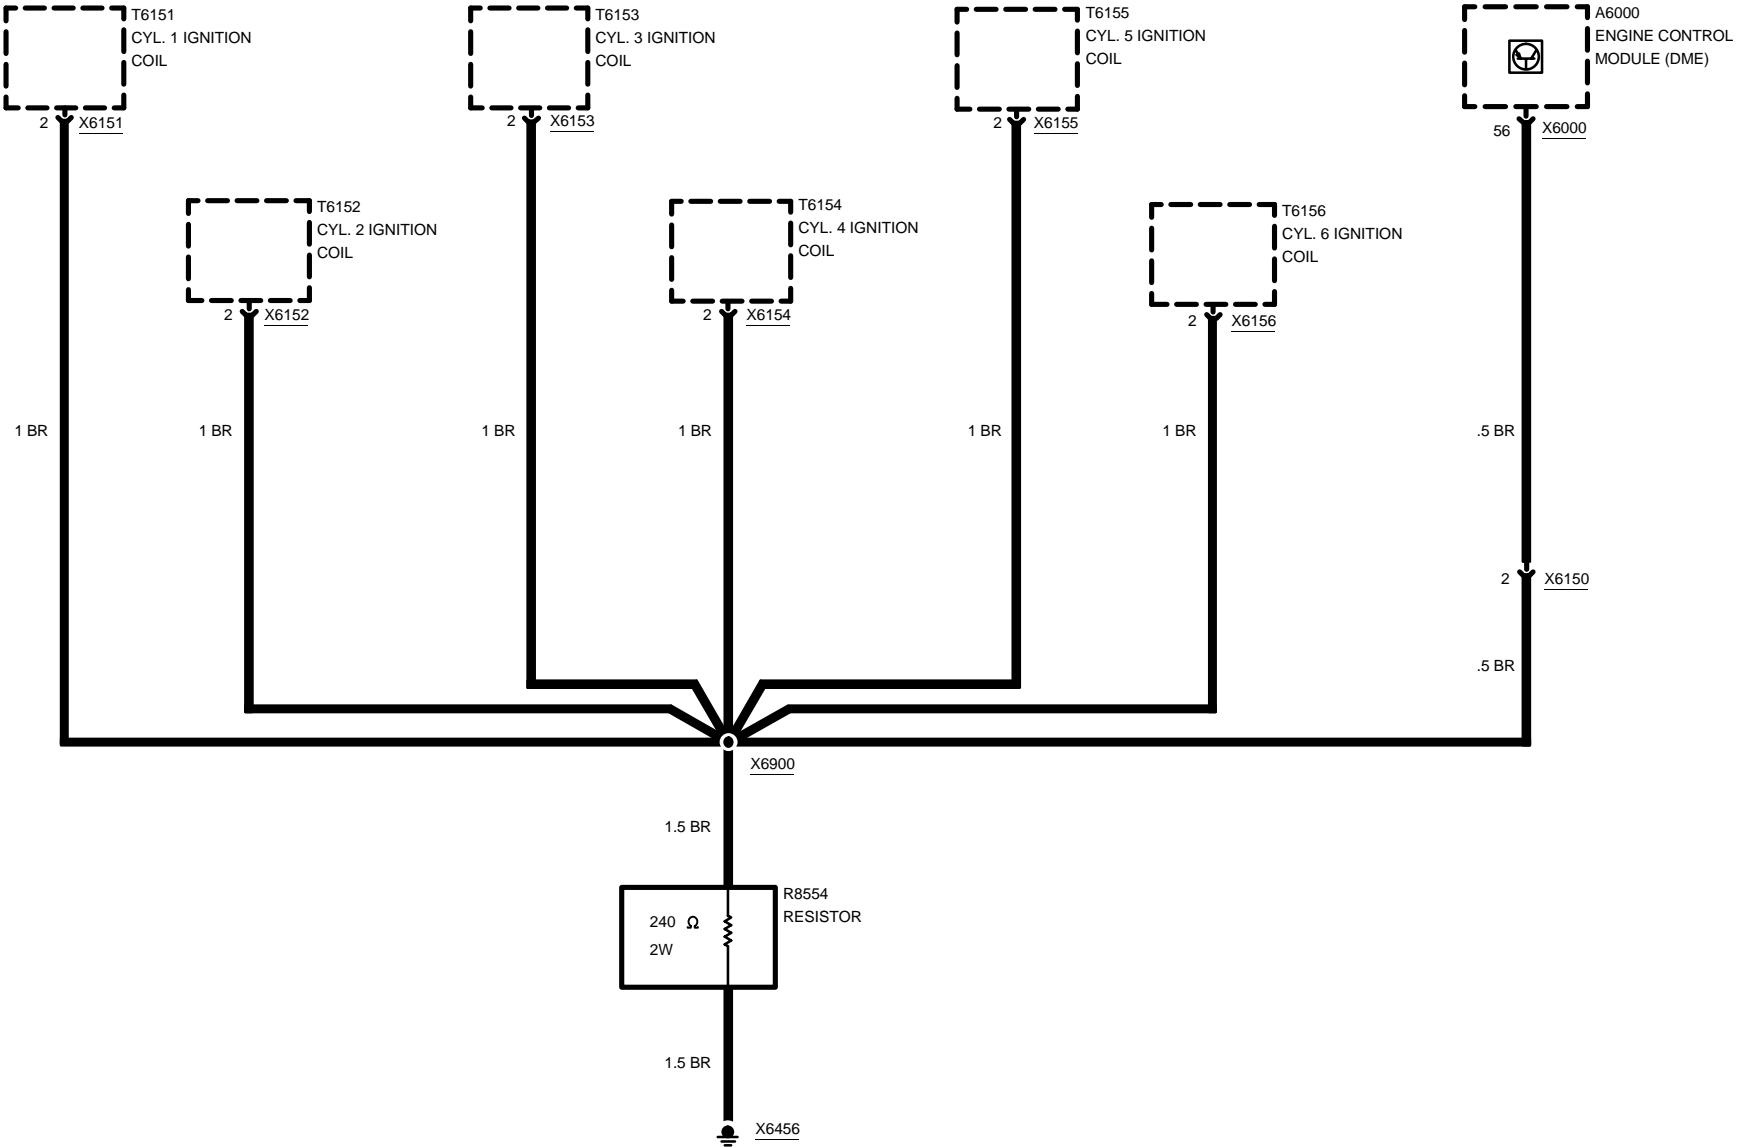 T6151
CYL. 1 IGNITION
COIL
2 X6151
T6153
CYL. 3 IGNITION
COIL
2 X6153
T6155
CYL. 5 IGNITION
COIL
2 X6155
A6000
ENGINE CONTROL
MODULE (DME)
56 X6000
T6152
CYL. 2 IGNITION
COIL
2 X6152
T6154
CYL. 4 IGNITION
COIL
2 X6154
T6156
CYL. 6 IGNITION
COIL
2 X6156
1 BR
1 BR
1 BR
1 BR
1 BR
1 BR
.5 BR
2 X6150
.5 BR
X6900
1.5 BR
R8554
RESISTOR
240 Ω
2W
1.5 BR
X6456